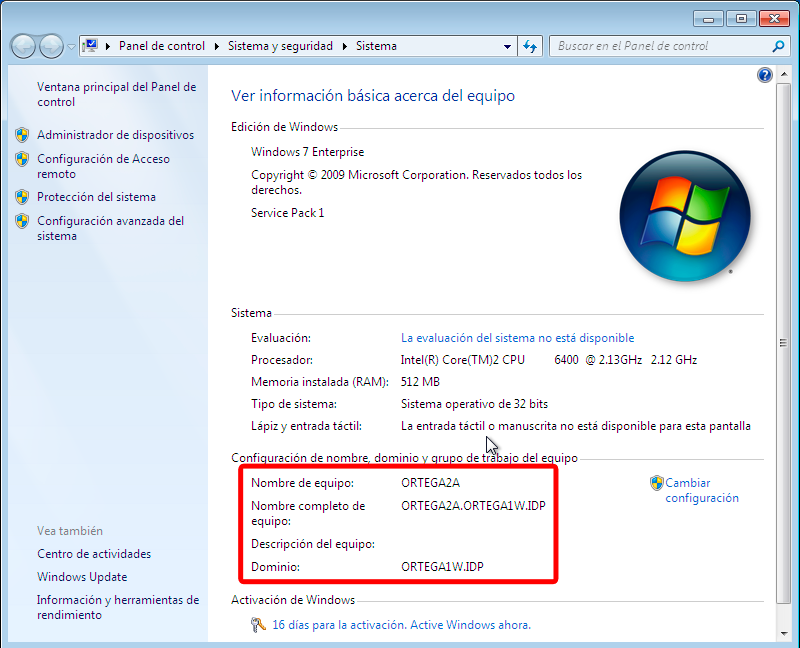 Panel de control ▸ Sistema y seguridad ▸ Sistema
Buscar en el Panel de control
Ventana principal del Panel de
control
Administrador de dispositivos
Configuración de Acceso
remoto
Protección del sistema
Configuración avanzada del
sistema
Vea también
Centro de actividades
Windows Update
Información y herramientas de
rendimiento
Ver información básica acerca del equipo
Edición de Windows
Windows 7 Enterprise
Copyright © 2009 Microsoft Corporation. Reservados todos los
derechos.
Service Pack 1
Sistema
Evaluación: La evaluación del sistema no está disponible
Procesador: Intel(R) Core(TM)2 CPU 6400 @ 2.13GHz 2.12 GHz
Memoria instalada (RAM): 512 MB
Tipo de sistema: Sistema operativo de 32 bits
Lápiz y entrada táctil: La entrada táctil o manuscrita no está disponible para esta pantalla
Configuración de nombre, dominio y grupo de trabajo del equipo
Nombre de equipo: ORTEGA2A
Nombre completo de
equipo: ORTEGA2A.ORTEGA1W.IDP
Descripción del equipo:
Dominio: ORTEGA1W.IDP
Cambiar
configuración
Activación de Windows
16 días para la activación. Active Windows ahora.